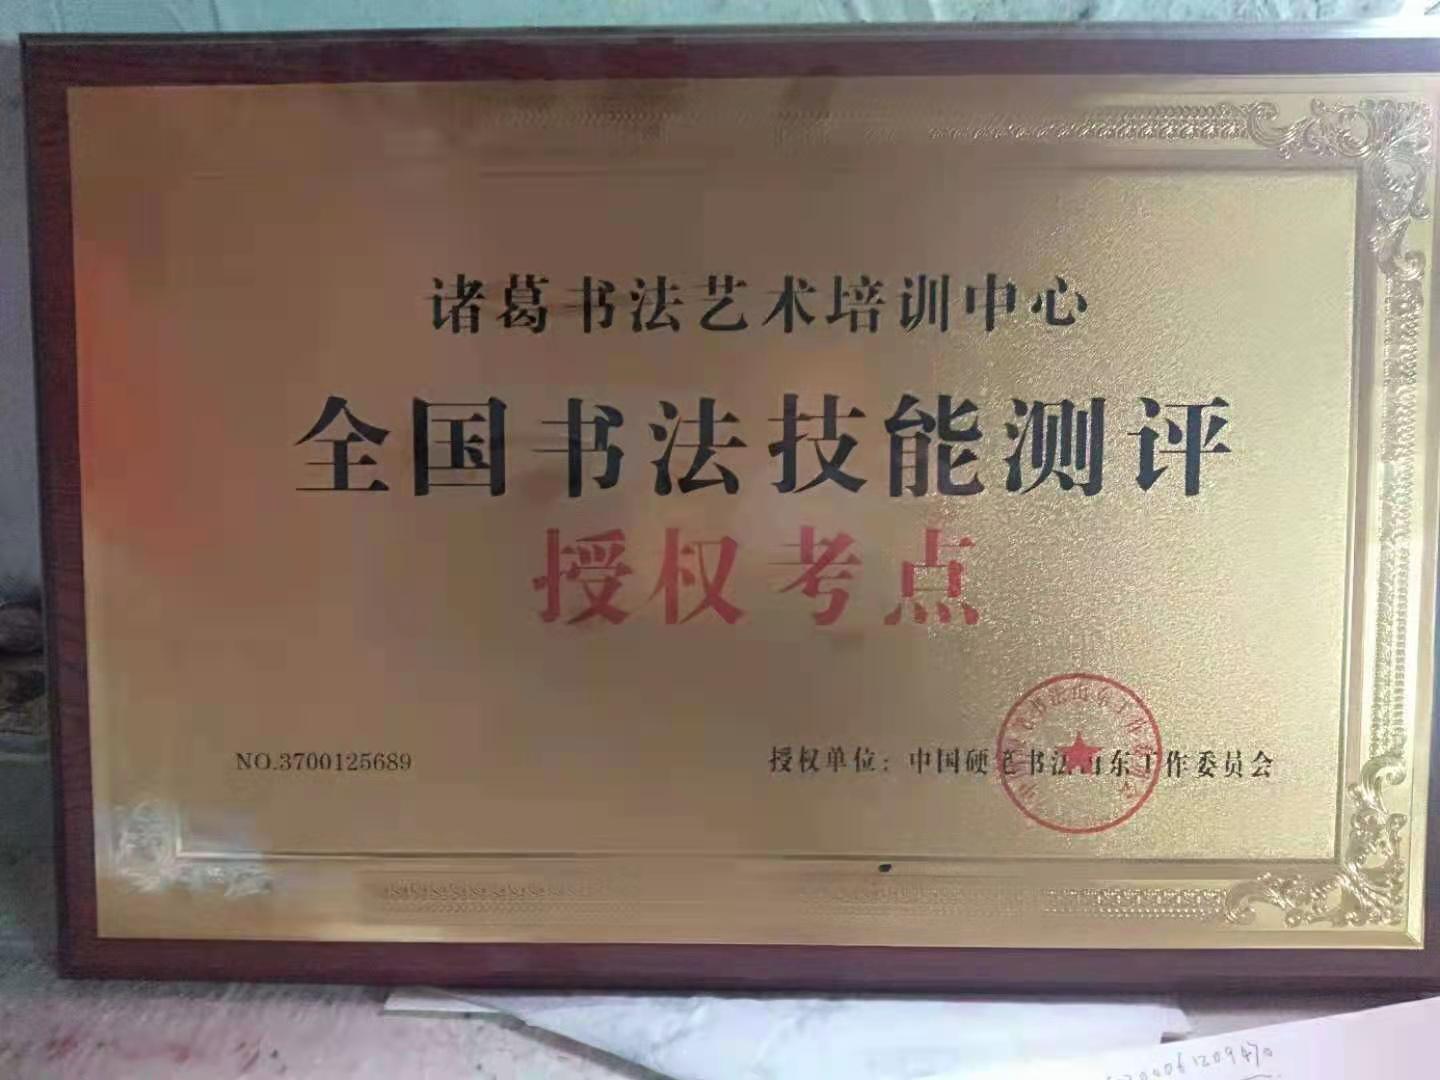 诸葛书法艺术培训中心
全国书法技能测评
授权考点
NO.3700125689
授权单位：中国硬笔书法山东工作委员会